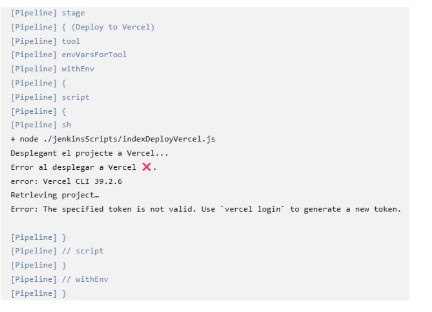 [Pipeline] stage
[Pipeline] { (Deploy to Vercel)
[Pipeline] tool
[Pipeline] envVarsForTool
[Pipeline] withEnv
[Pipeline] {
[Pipeline] script
[Pipeline] {
[Pipeline] sh
+ node ./jenkinsScripts/indexDeployVercel.js
Desplegant el projecte a Vercel...
Error al desplegar a Vercel ❌.
error: Vercel CLI 39.2.6
Retrieving project…
Error: The specified token is not valid. Use `vercel login` to generate a new token.
[Pipeline] }
[Pipeline] // script
[Pipeline] }
[Pipeline] // withEnv
[Pipeline] }